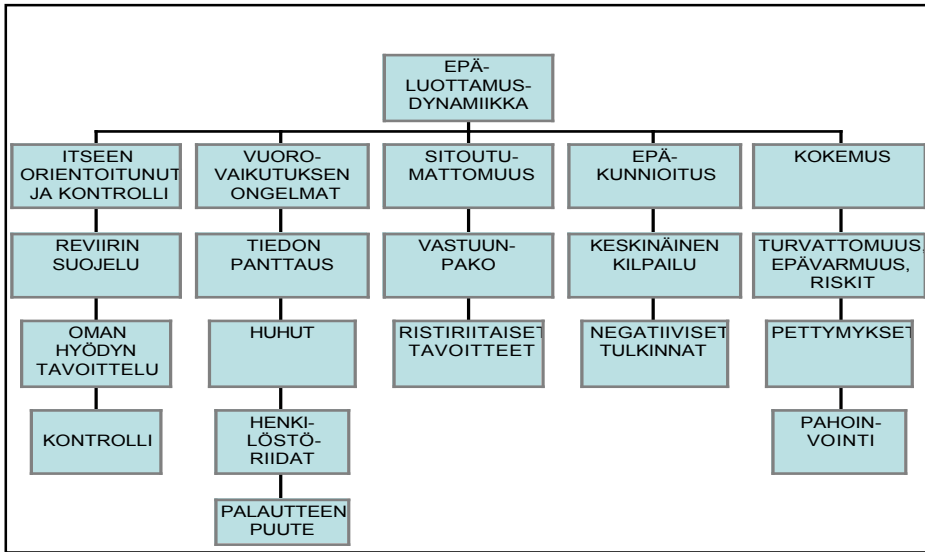 EPÄ-
LUOTTAMUS-
DYNAMIIKKA
ITSEEN
ORIENTOITUNUT
JA KONTROLLI
VUORO-
VAIKUTUKSEN
ONGELMAT
SITOUTU-
MATTOMUUS
EPÄ-
KUNNIOITUS
KOKEMUS
REVIIRIN
SUOJELU
TIEDON
PANTTAUS
VASTUUN-
PAKO
KESKINÄINEN
KILPAILU
TURVATTOMUUS,
EPÄVARMUUS,
RISKIT
OMAN
HYÖDYN
TAVOITTELU
HUHUT
RISTIRIITAISET
TAVOITTEET
NEGATIIVISET
TULKINNAT
PETTYMYKSET
KONTROLLI
HENKI-
LÖSTÖ-
RIIDAT
PAHOIN-
VOINTI
PALAUTTEEN
PUUTE